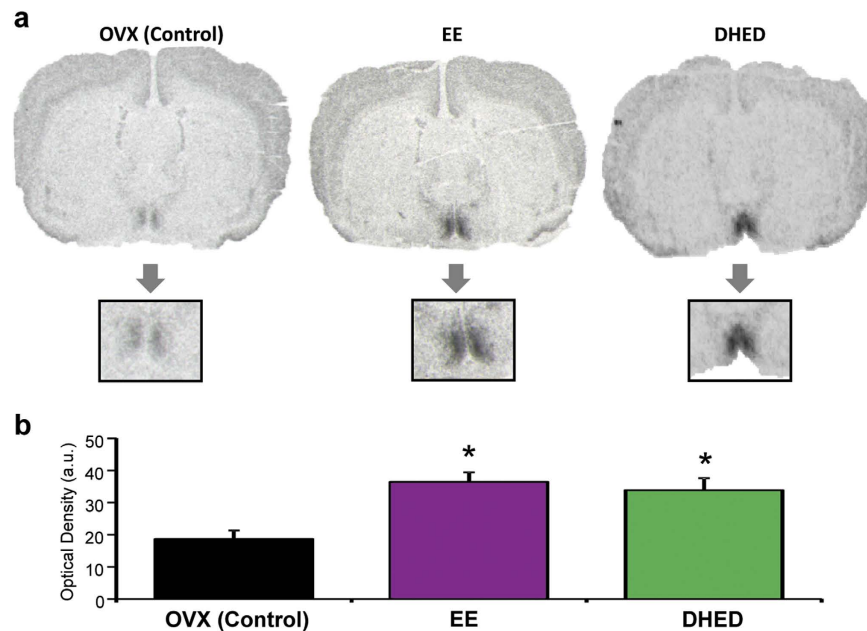 a
OVX (Control) EE DHED
b
Optical Density (a.u.)
50
40
30
20
10
0
* *
OVX (Control) EE DHED